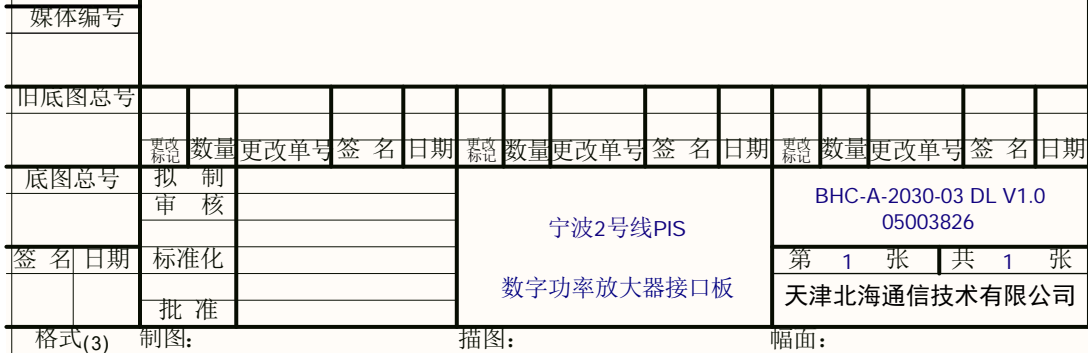 媒体编号
旧底图总号
更改标记 数量 更改单号 签 名 日期 更改标记 数量 更改单号 签 名 日期 更改标记 数量 更改单号 签 名 日期
底图总号
拟 制
审 核
签 名 日期
标准化
批 准
宁波2号线PIS
数字功率放大器接口板
BHC-A-2030-03 DL V1.0
05003826
第 1 张 共 1 张
天津北海通信技术有限公司
格式(3) 制图: 描图: 幅面: